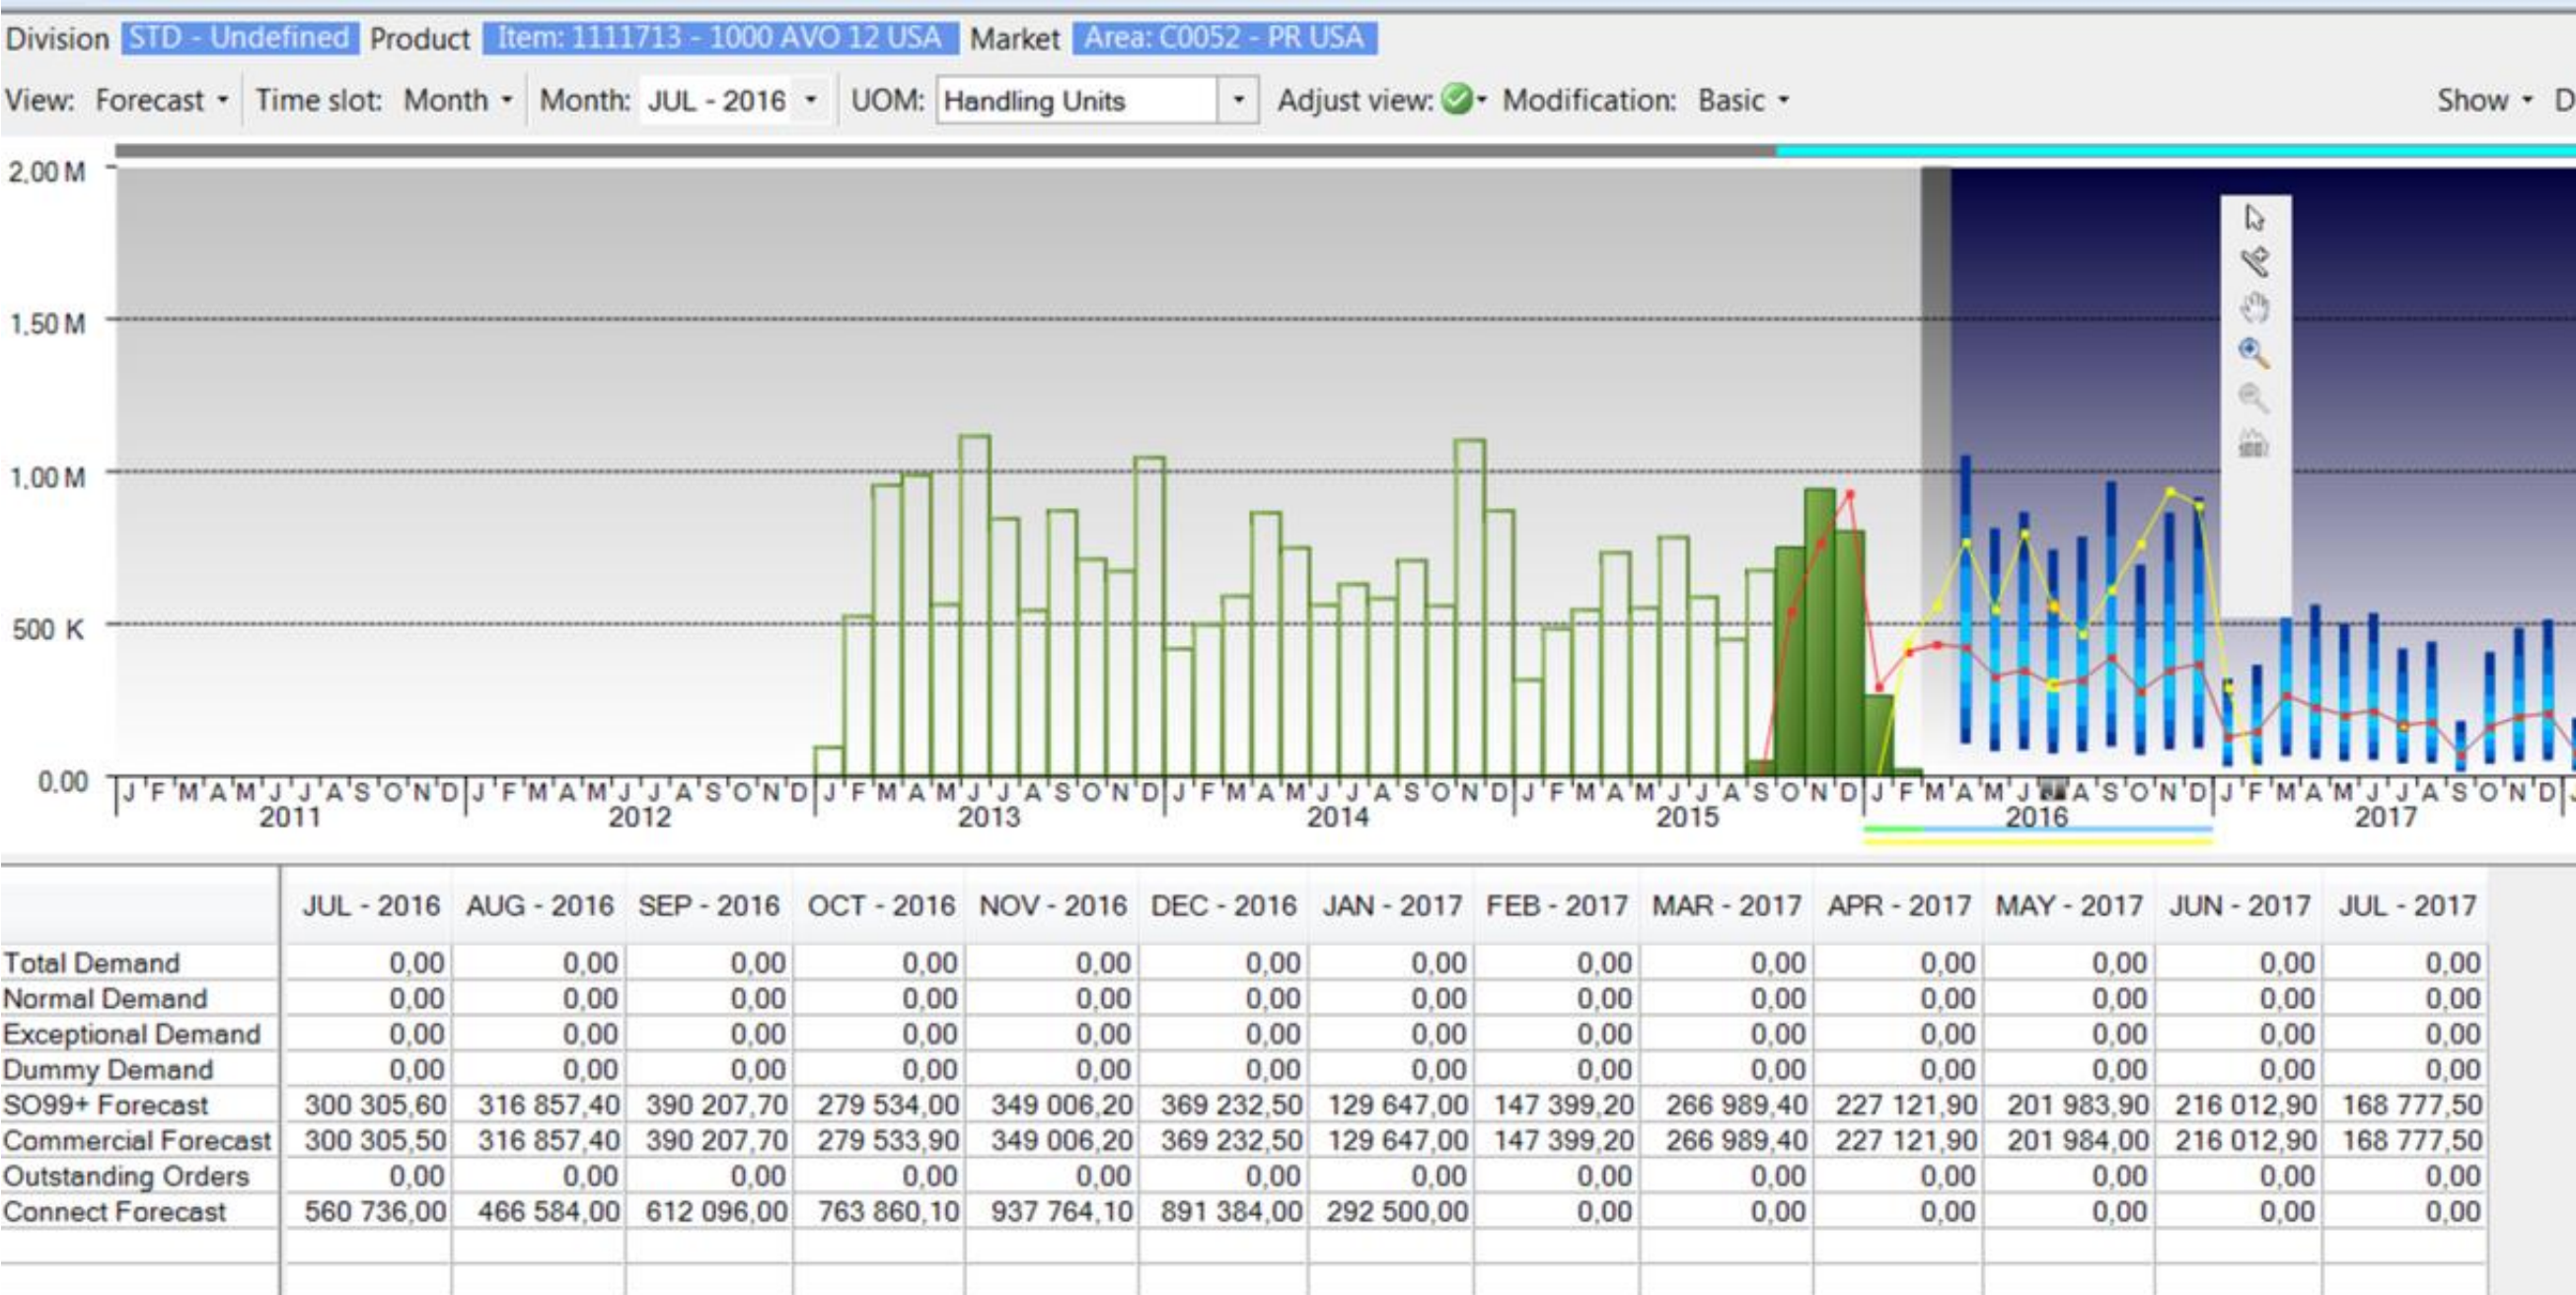 Division STD - Undefined Product Item: 1111713 - 1000 AVO 12 USA Market Area: C0052 - PR USA
View: Forecast Time slot: Month Month: JUL - 2016 UOM: Handling Units Adjust view: Modification: Basic Show D
2,00 M
1,50 M
1,00 M
500 K
0,00
J F M A M J J A S O N D J F M A M J J A S O N D J F M A M J J A S O N D J F M A M J J A S O N D J F M A M J J A S O N D J F M A M J A S O N D J F M A M J J A S O N D J
2011 2012 2013 2014 2015 2016 2017
JUL - 2016 AUG - 2016 SEP - 2016 OCT - 2016 NOV - 2016 DEC - 2016 JAN - 2017 FEB - 2017 MAR - 2017 APR - 2017 MAY - 2017 JUN - 2017 JUL - 2017
Total Demand 0,00 0,00 0,00 0,00 0,00 0,00 0,00 0,00 0,00 0,00 0,00 0,00 0,00
Normal Demand 0,00 0,00 0,00 0,00 0,00 0,00 0,00 0,00 0,00 0,00 0,00 0,00 0,00
Exceptional Demand 0,00 0,00 0,00 0,00 0,00 0,00 0,00 0,00 0,00 0,00 0,00 0,00 0,00
Dummy Demand 0,00 0,00 0,00 0,00 0,00 0,00 0,00 0,00 0,00 0,00 0,00 0,00 0,00
SO99+ Forecast 300 305,60 316 857,40 390 207,70 279 534,00 349 006,20 369 232,50 129 647,00 147 399,20 266 989,40 227 121,90 201 983,90 216 012,90 168 777,50
Commercial Forecast 300 305,50 316 857,40 390 207,70 279 533,90 349 006,20 369 232,50 129 647,00 147 399,20 266 989,40 227 121,90 201 984,00 216 012,90 168 777,50
Outstanding Orders 0,00 0,00 0,00 0,00 0,00 0,00 0,00 0,00 0,00 0,00 0,00 0,00 0,00
Connect Forecast 560 736,00 466 584,00 612 096,00 763 860,10 937 764,10 891 384,00 292 500,00 0,00 0,00 0,00 0,00 0,00 0,00